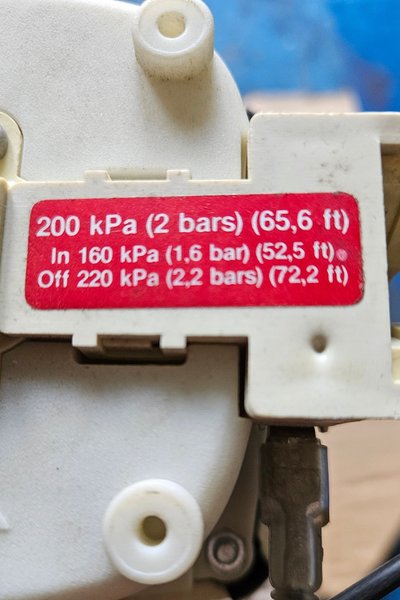 200 kPa (2 bars) (65,6 ft)
In 160 kPa (1,6 bar) (52,5 ft)
Off 220 kPa (2,2 bars) (72,2 ft)